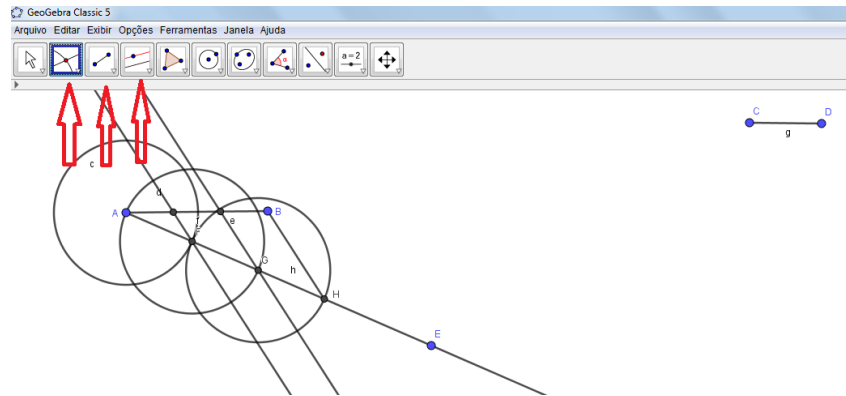 GeoGebra Classic 5
Arquivo Editar Exibir Opções Ferramentas Janela Ajuda
α
a = 2
C
D
g
c
d
A
B
f
e
F
G
h
H
E